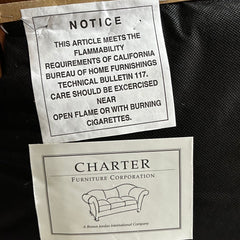 NOTICE
THIS ARTICLE MEETS THE
FLAMMABILITY
REQUIREMENTS OF CALIFORNIA
BUREAU OF HOME FURNISHINGS
TECHNICAL BULLETIN 117.
CARE SHOULD BE EXCERCISED
NEAR
OPEN FLAME OR WITH BURNING
CIGARETTES.
CHARTER
FURNITURE CORPORATION
A Brown Jordan International Company